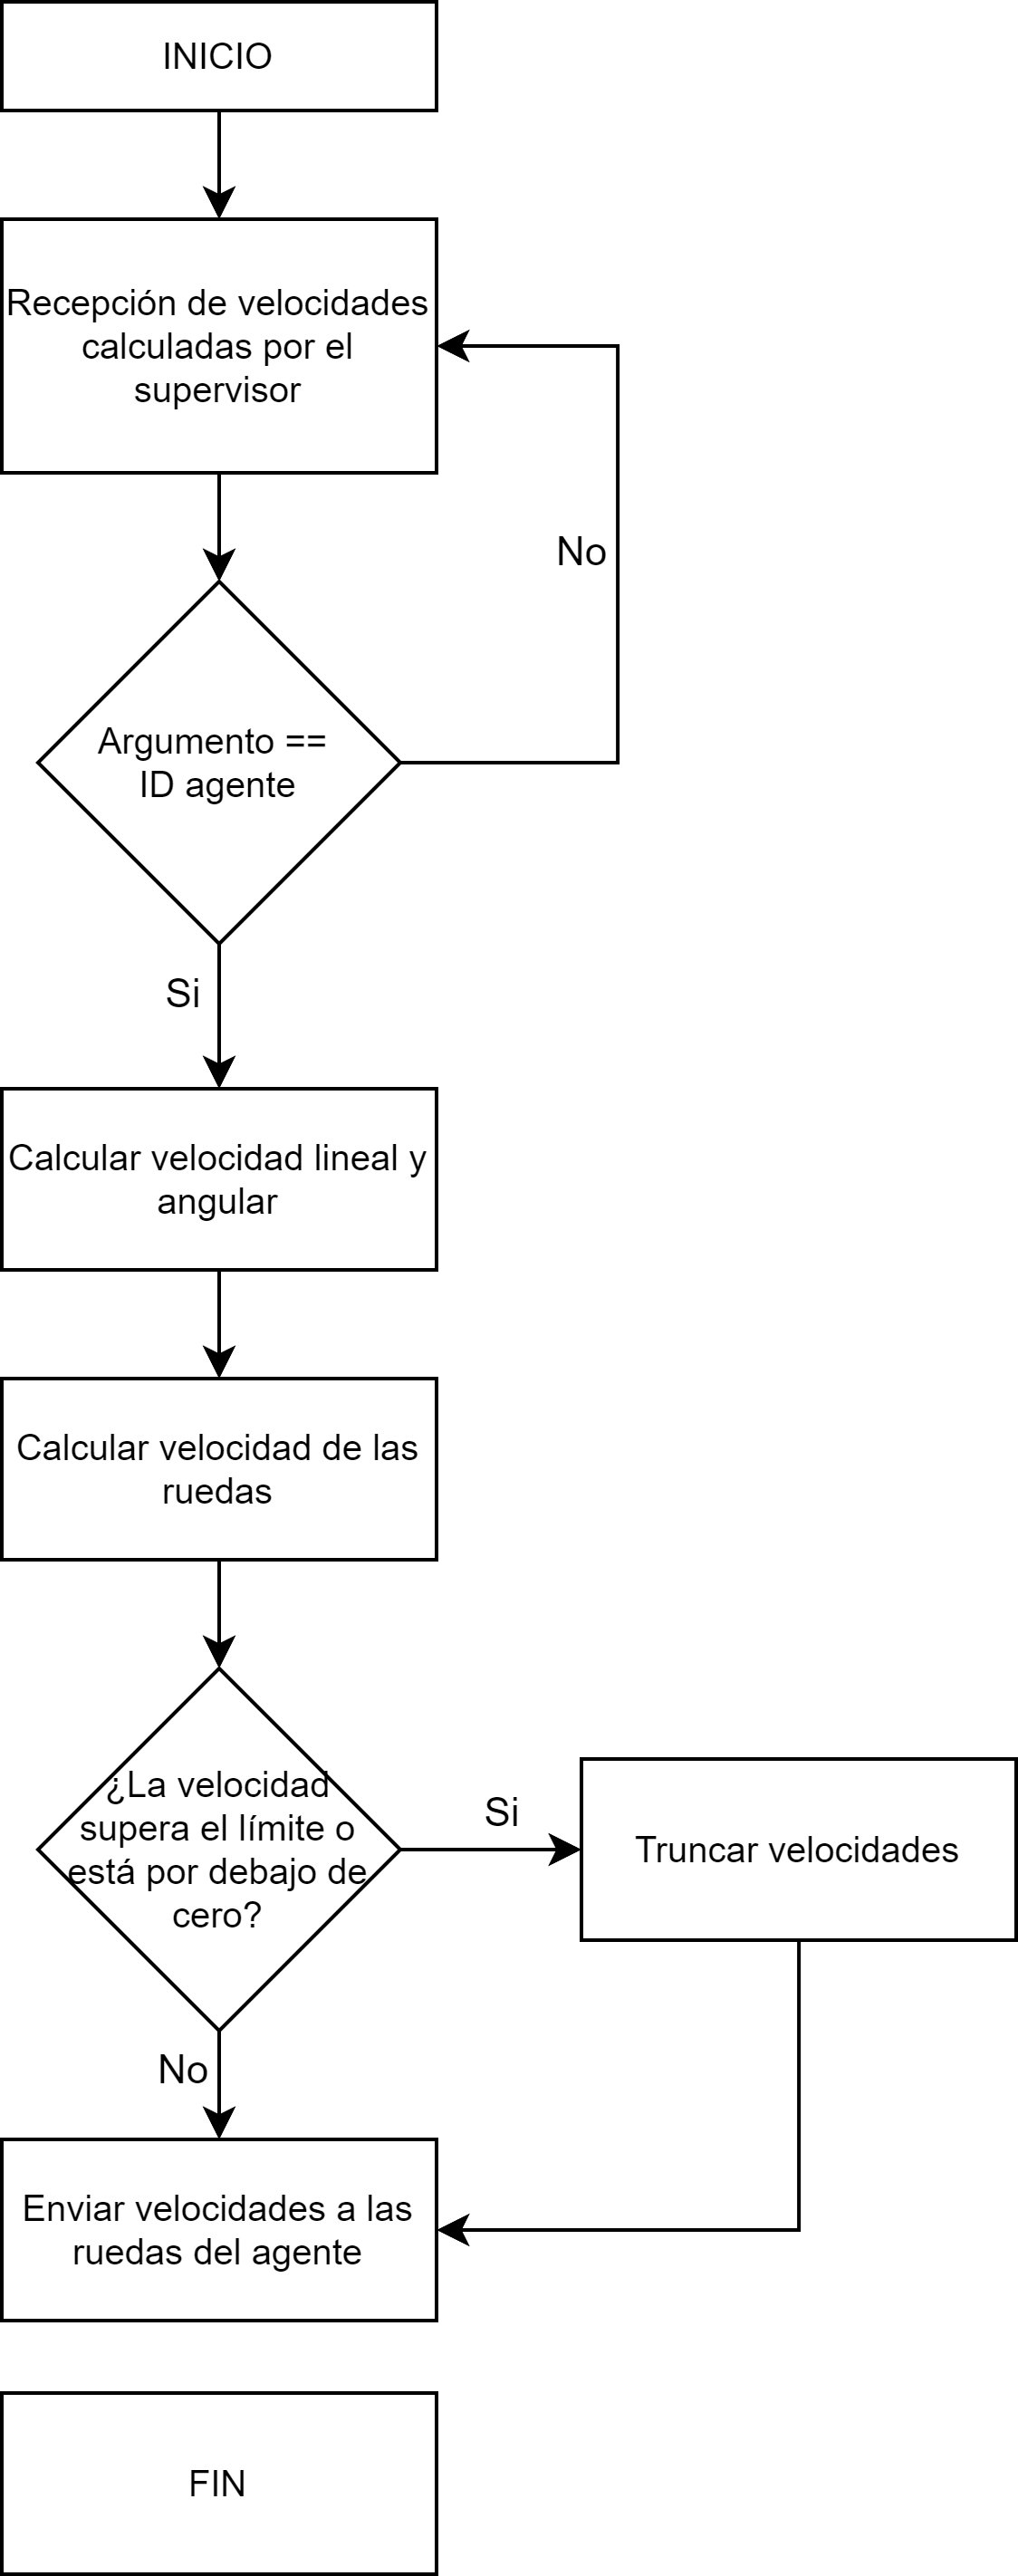 INICIO
Recepción de velocidades
calculadas por el
supervisor
No
Argumento ==
ID agente
Si
Calcular velocidad lineal y
angular
Calcular velocidad de las
ruedas
¿La velocidad
supera el límite o
está por debajo de
cero?
Si
Truncar velocidades
No
Enviar velocidades a las
ruedas del agente
FIN